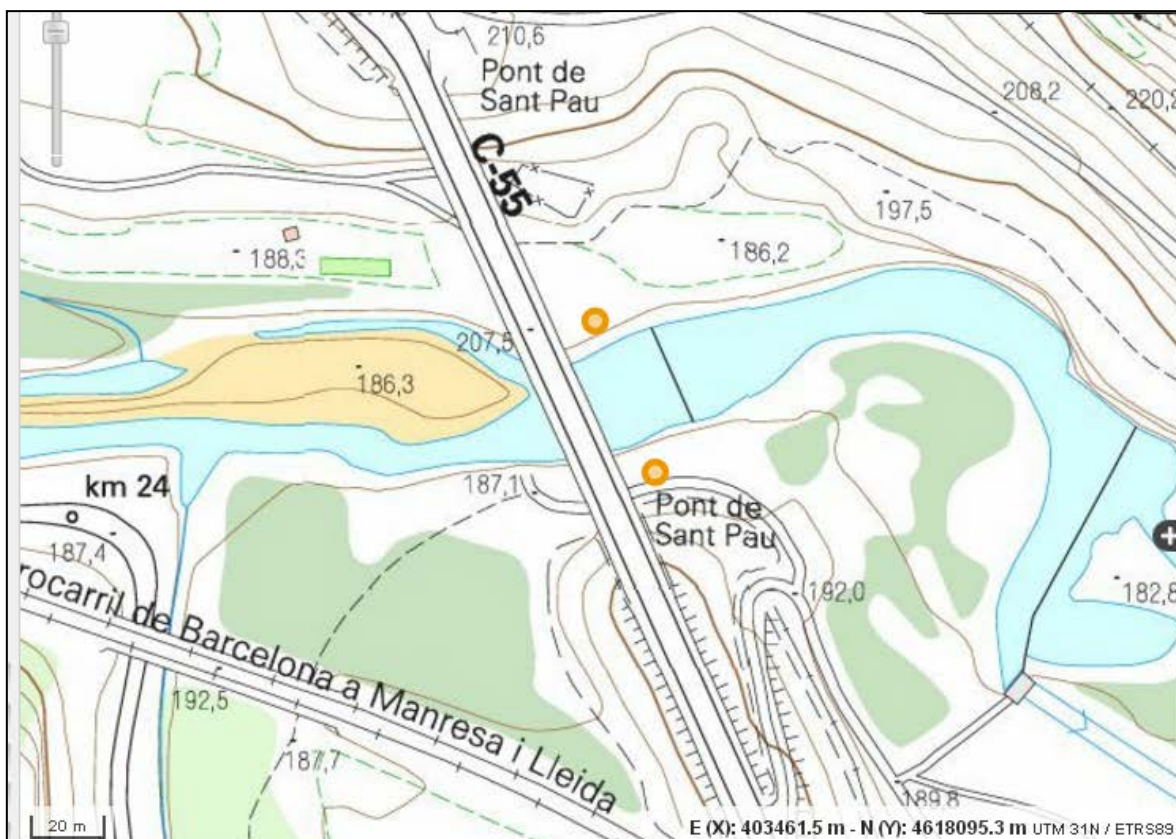 210,6
Pont de
Sant Pau
208,2
220,2
C-55
197,5
188,3
186,2
207,5
186,3
km 24
187,1
Pont de
Sant Pau
187,4
rocarril de Barcelona a Manresa i Lleida
192,0
182,8
192,5
187,7
189,8
20 m
E (X): 403461.5 m - N (Y): 4618095.3 m UTM 31N / ETRS89